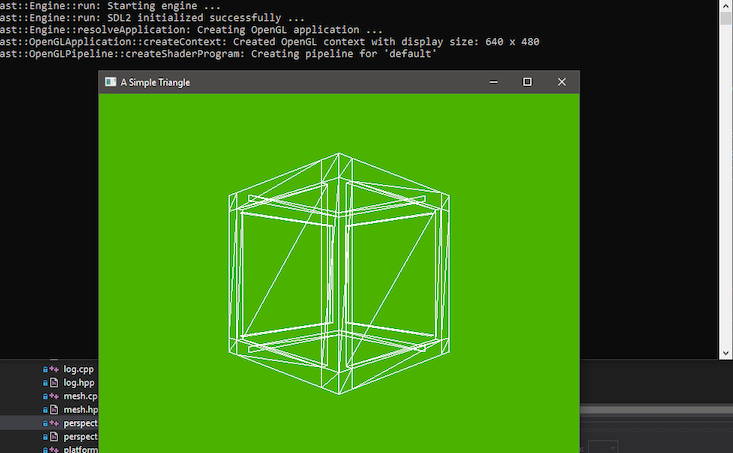 ast::Engine::run: Starting engine ...
ast::Engine::run: SDL2 initialized successfully ...
ast::Engine::resolveApplication: Creating OpenGL application ...
ast::OpenGLApplication::createContext: Created OpenGL context with display size: 640 x 480
ast::OpenGLPipeline::createShaderProgram: Creating pipeline for 'default'
A Simple Triangle
log.cpp
log.hpp
mesh.cp
mesh.hp
perspect
perspect
platform